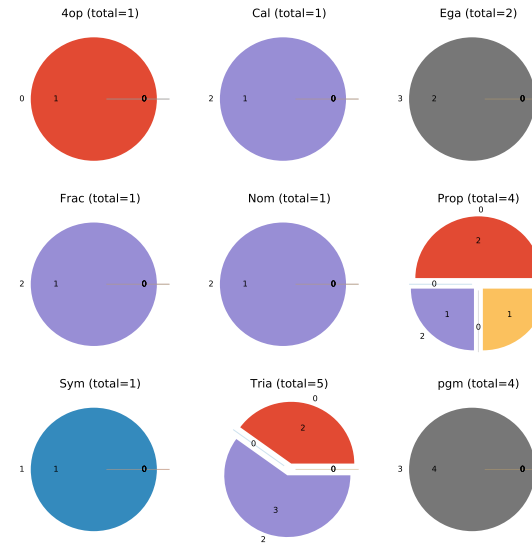 4op (total=1)
Cal (total=1)
Ega (total=2)
0 1 0
2 1 0
3 2 0
Frac (total=1)
Nom (total=1)
Prop (total=4)
0
2
2 1 0
2 1 0
0
1 1
0
2
Sym (total=1)
Tria (total=5)
pgm (total=4)
0
2
0
1 1 0
0
3 4 0
3
2